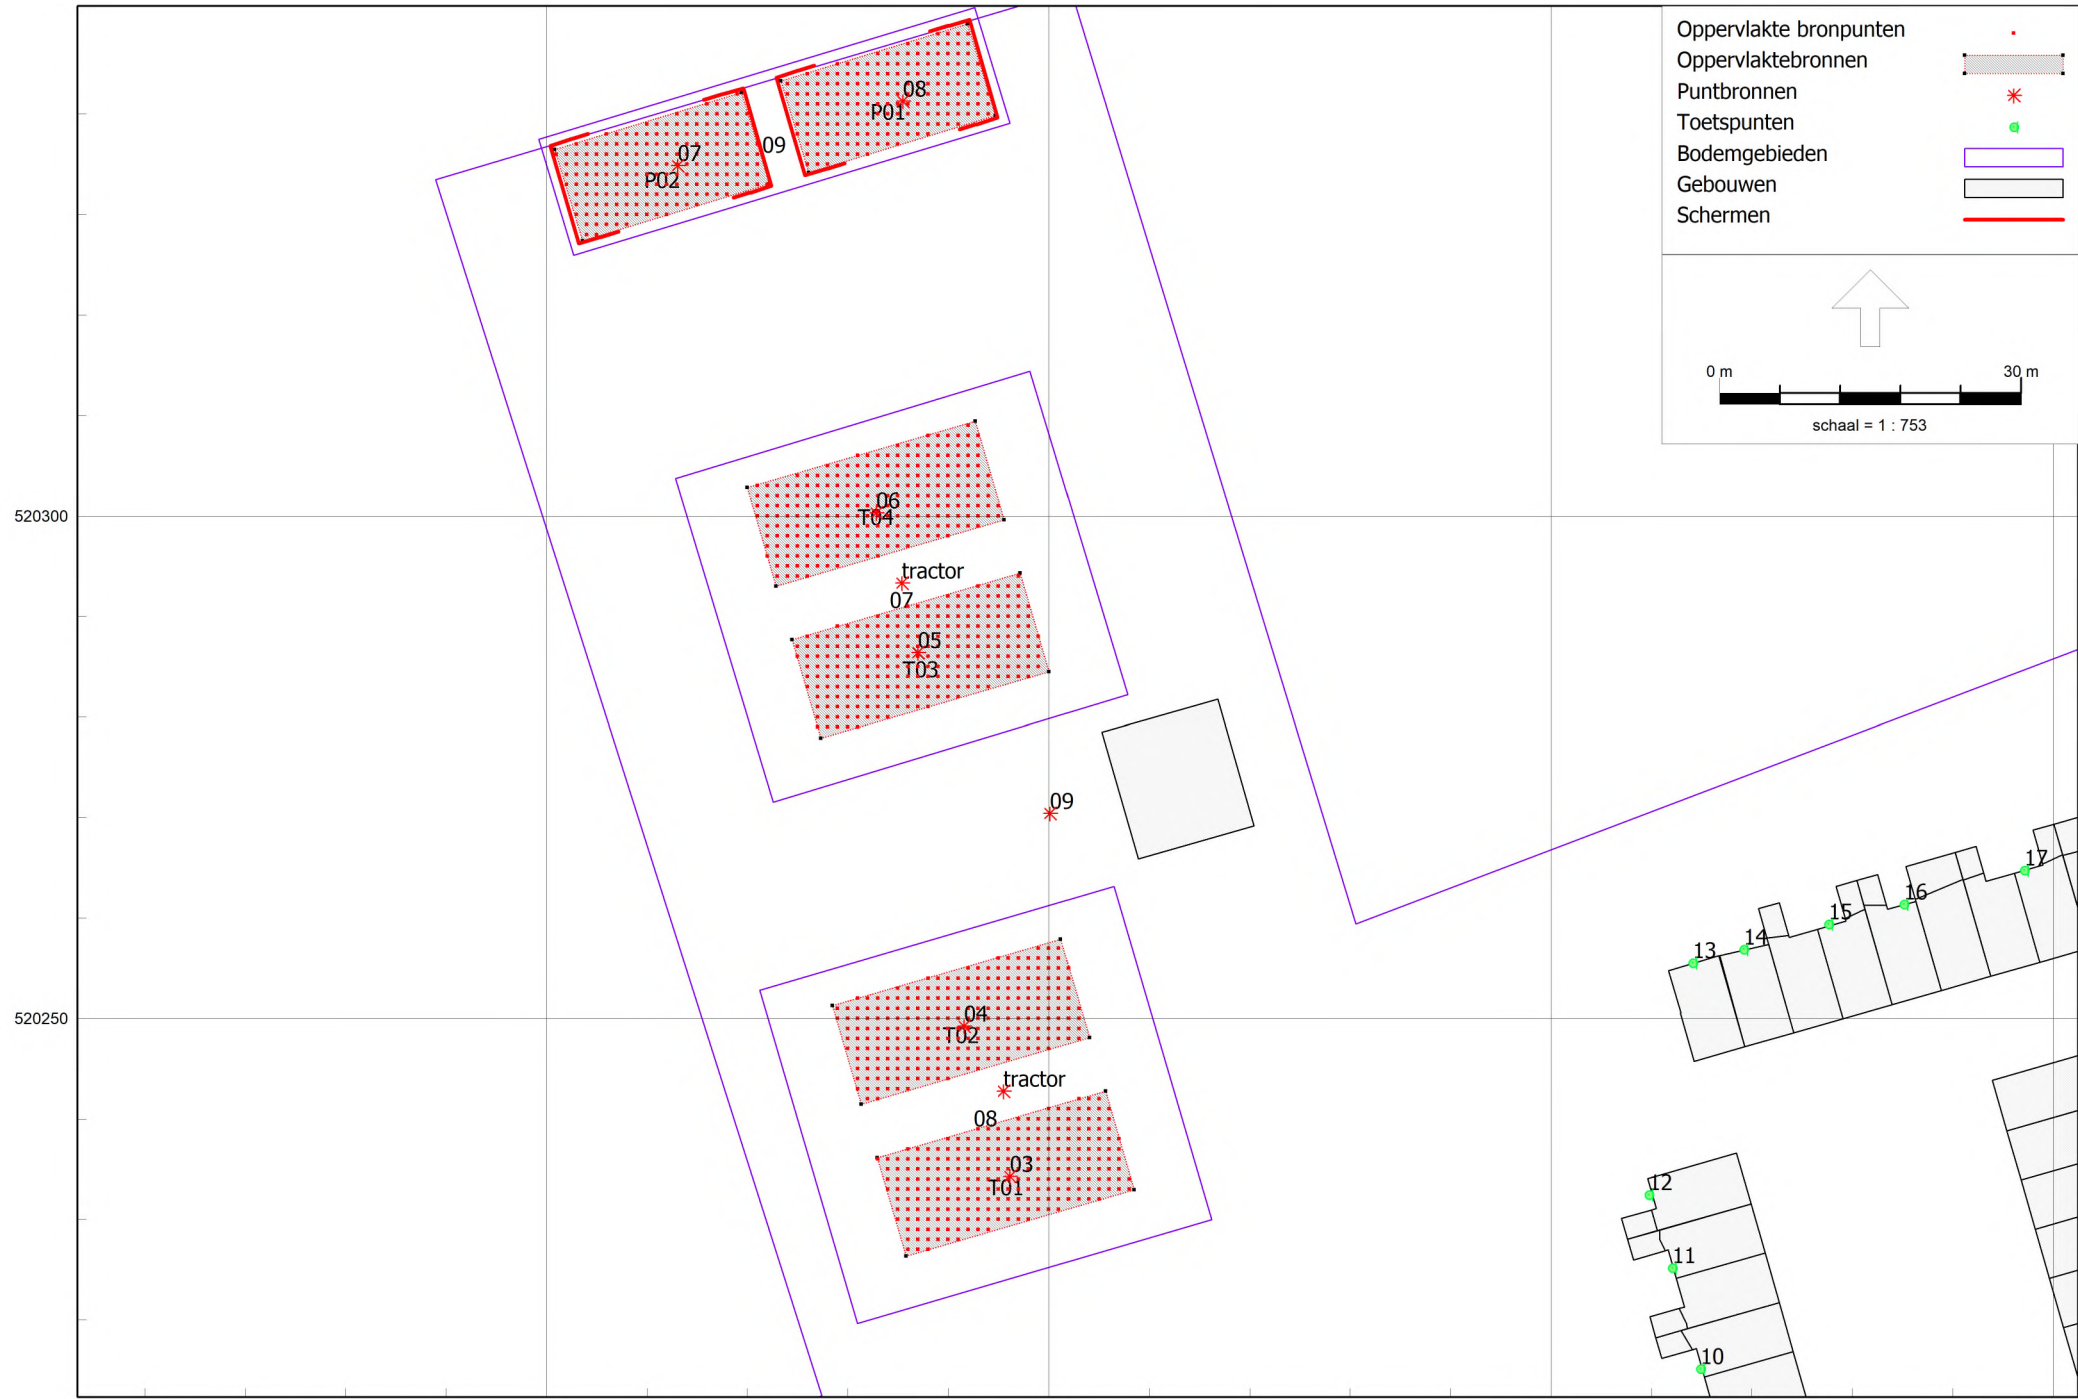 Oppervlakte bronpunten
Oppervlaktebronnen
Puntbronnen
Toetspunten
Bodemgebieden
Gebouwen
Schermen
0 m 30 m
schaal = 1 : 753
08
P01
09
07
P02
520300
06
T04
tractor
07
05
T03
09
17
16
15
14
13
520250
04
T02
tractor
08
03
T01
12
11
10